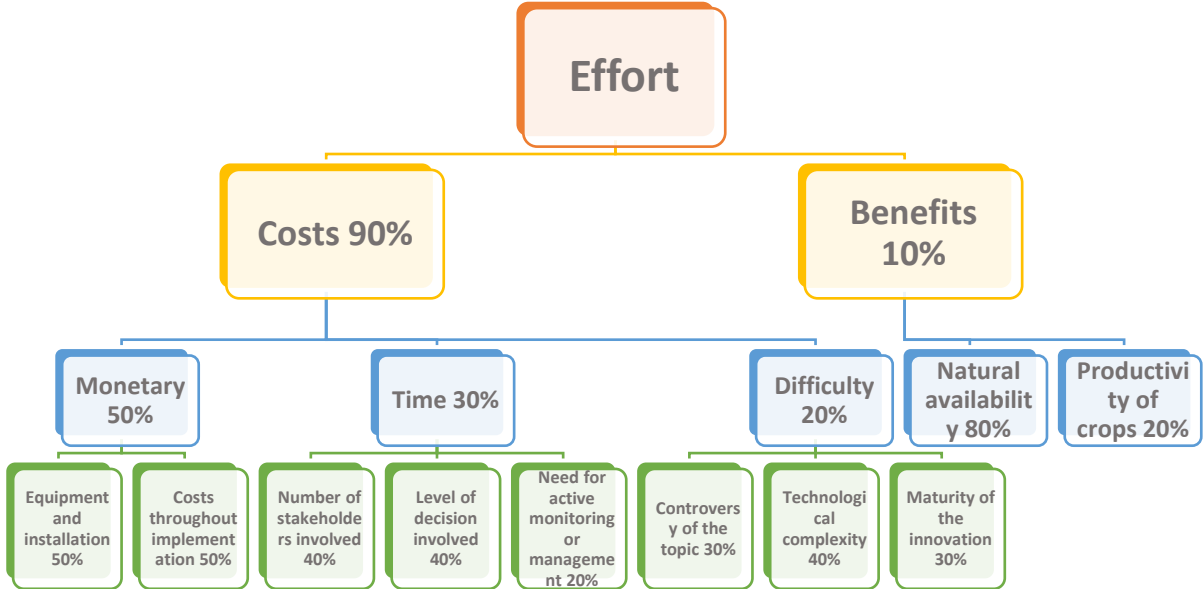 Effort
Costs 90%
Benefits
10%
Monetary
50%
Time 30%
Difficulty
20%
Natural
availabilit
y 80%
Productivi
ty of
crops 20%
Equipment
and
installation
50%
Costs
throughout
implement
ation 50%
Number of
stakeholde
rs involved
40%
Level of
decision
involved
40%
Need for
active
monitoring
or
manageme
nt 20%
Controvers
y of the
topic 30%
Technologi
cal
complexity
40%
Maturity of
the
innovation
30%